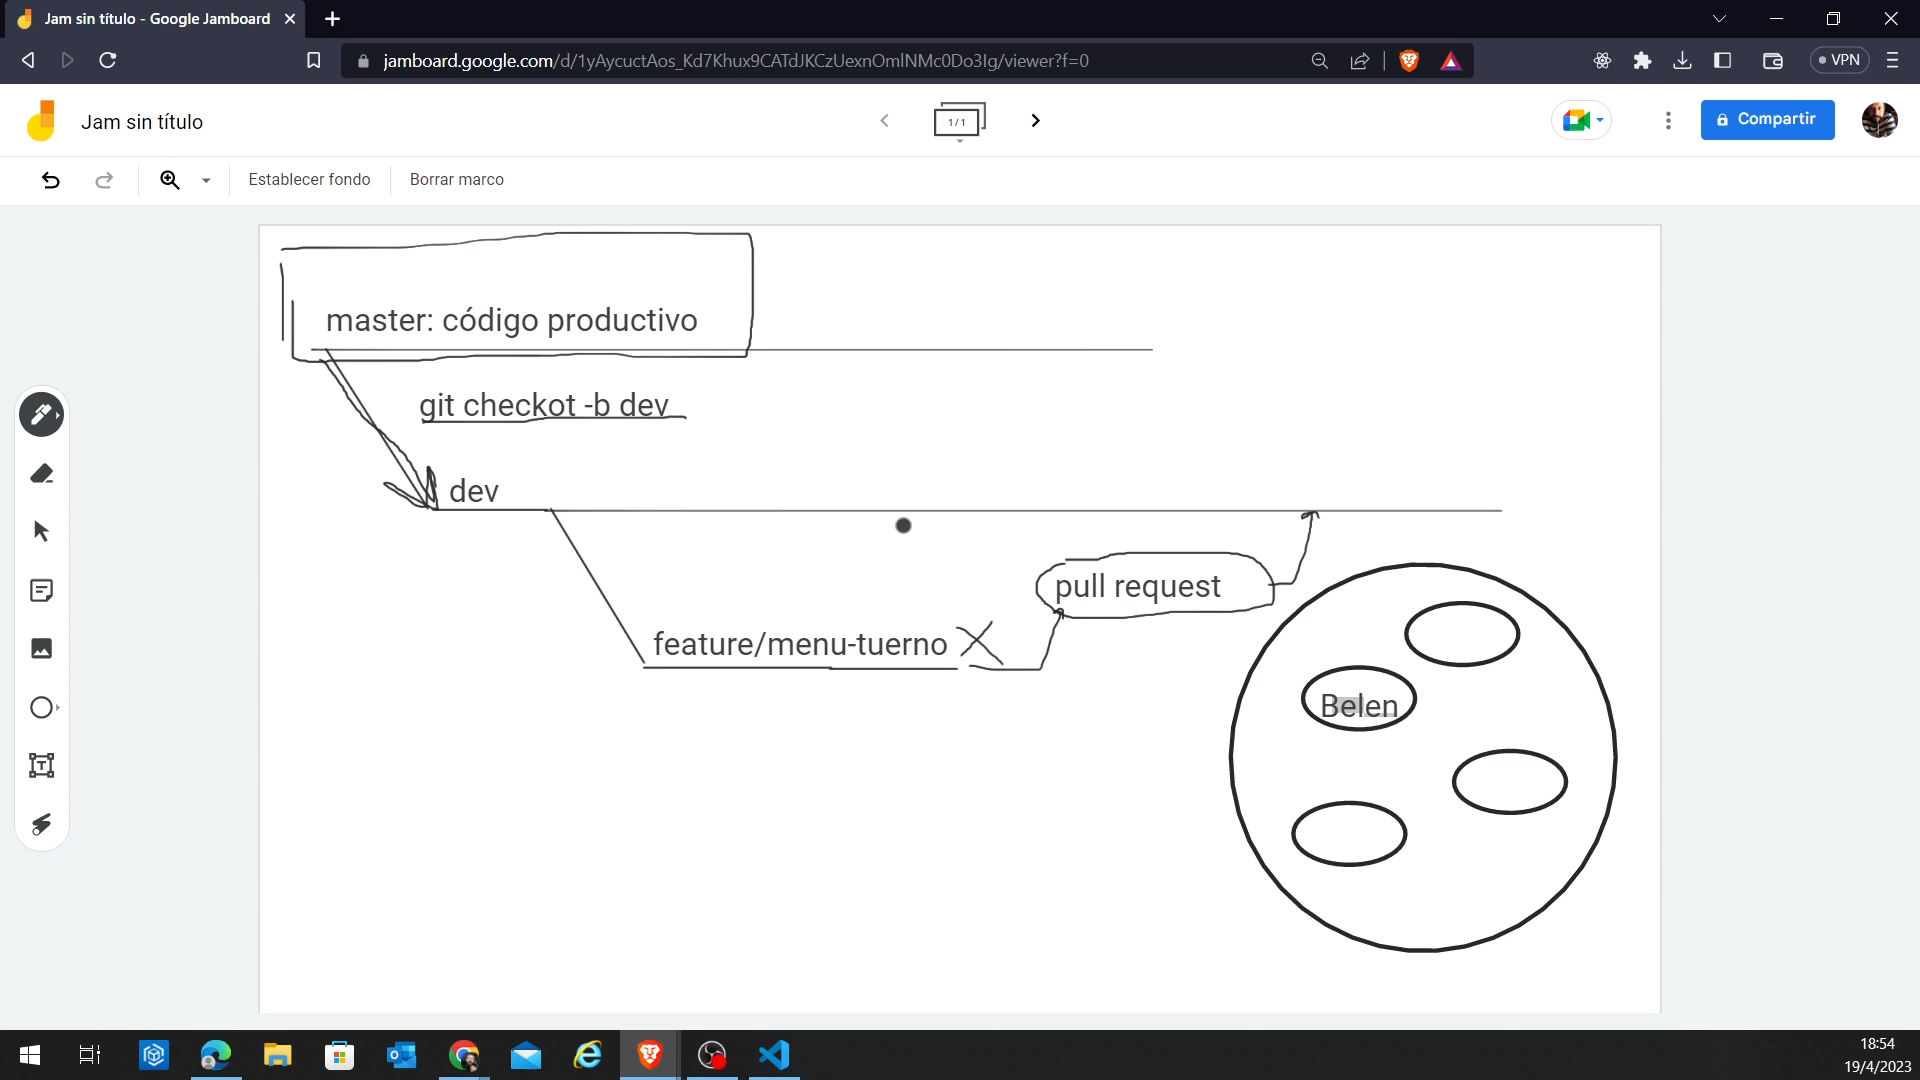 Jam sin título - Google Jamboard
jamboard.google.com/d/1yAycuctAos_Kd7Khux9CATdJKCzUexnOmlNMc0Do3Ig/viewer?f=0
VPN
Jam sin título
1 / 1
Compartir
Establecer fondo
Borrar marco
master: código productivo
git checkot -b dev
dev
pull request
feature/menu-tuerno
Belen
18:54
19/4/2023